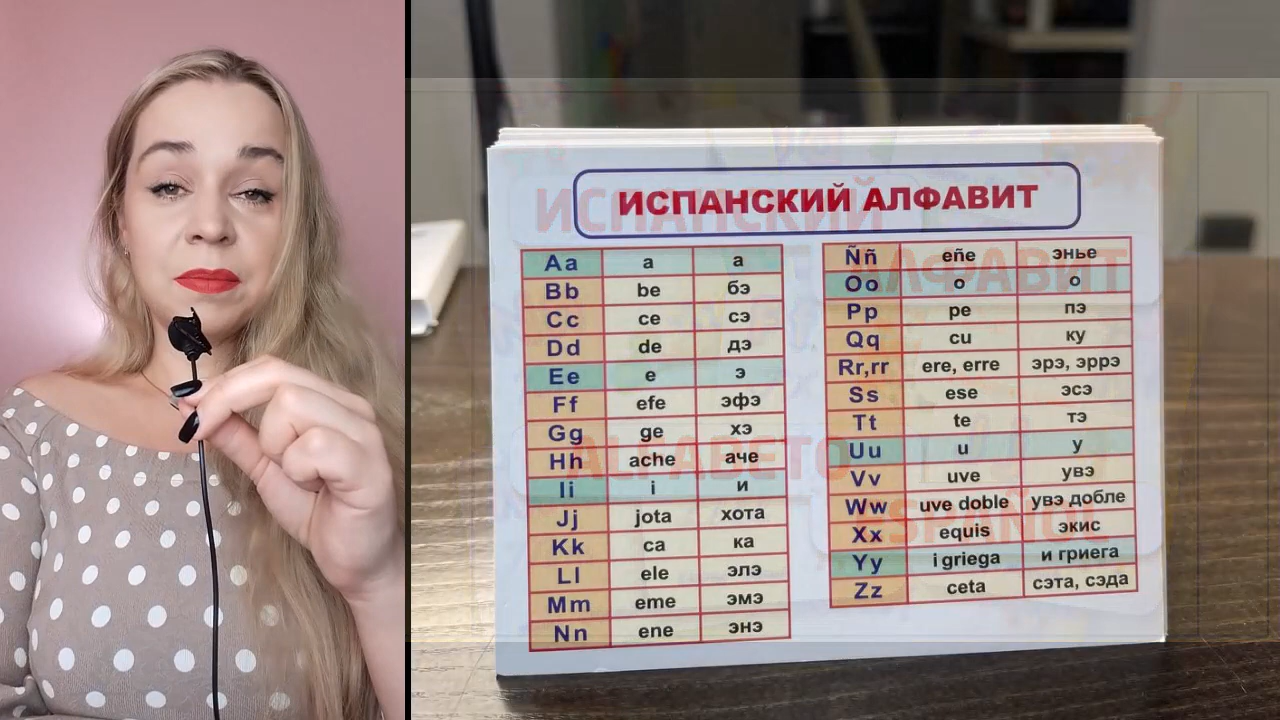 ИСПАНСКИЙ АЛФАВИТ
Aa a а
Bb be бэ
Cc ce сэ
Dd de дэ
Ee e э
Ff efe эфэ
Gg ge хэ
Hh ache аче
Ii i и
Jj jota хота
Kk ca ка
Ll ele элэ
Mm eme эмэ
Nn ene энэ
Ññ eñe энье
Oo o о
Pp pe пэ
Qq cu ку
Rr,rr ere, erre эрэ, эррэ
Ss ese эсэ
Tt te тэ
Uu u у
Vv uve увэ
Ww uve doble увэ добле
Xx equis экис
Yy i griega и гриега
Zz ceta сэта, сэда
ИСПАНСКИЙ
АЛФАВИТ
ALFABETO